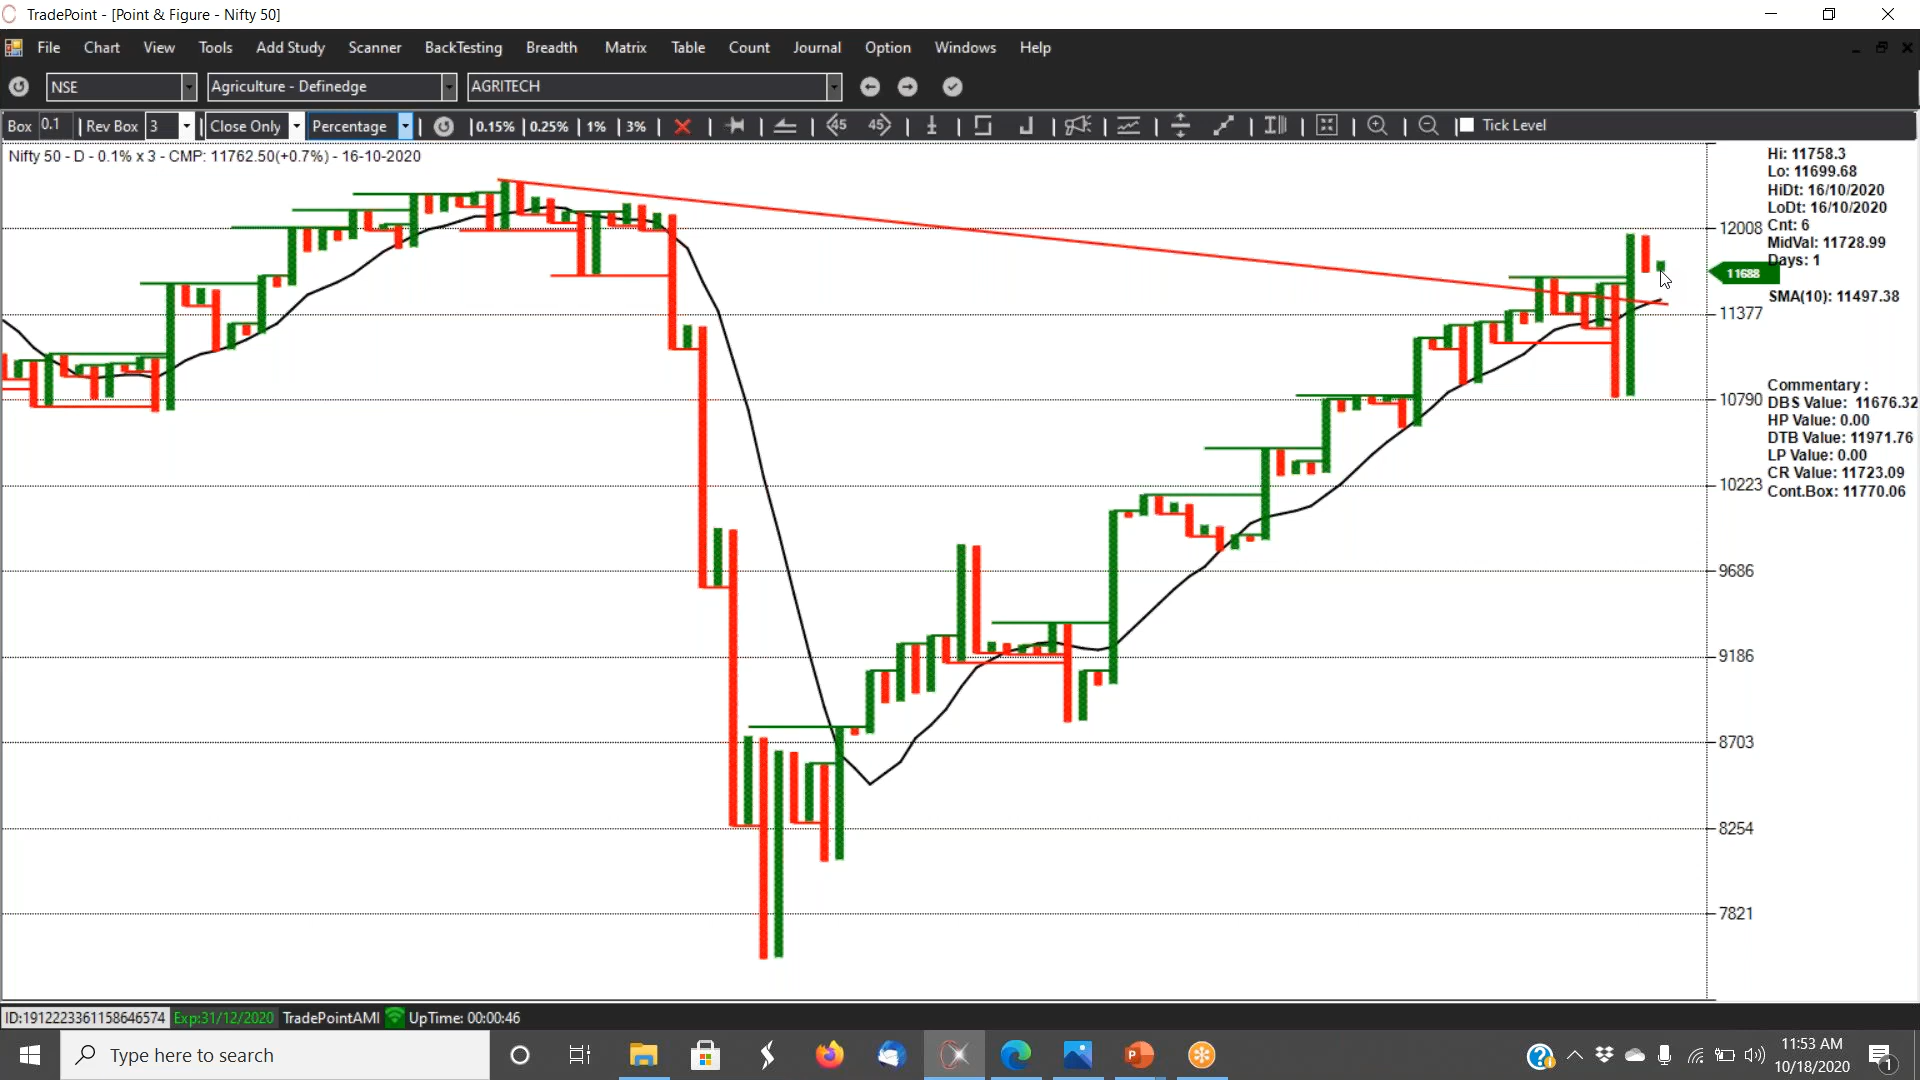 TradePoint - [Point & Figure - Nifty 50]
File Chart View Tools Add Study Scanner BackTesting Breadth Matrix Table Count Journal Option Windows Help
NSE Agriculture - Definedge AGRITECH
Box 0.1 | Rev Box 3 | Close Only Percentage | | 0.15% | 0.25% | 1% | 3% | 45 45 Tick Level
Nifty 50 - D - 0.1% x 3 - CMP: 11762.50(+0.7%) - 16-10-2020
Hi: 11758.3
Lo: 11699.68
HiDt: 16/10/2020
LoDt: 16/10/2020
Cnt: 6
MidVal: 11728.99
Days: 1
SMA(10): 11497.38
Commentary :
DBS Value: 11676.32
HP Value: 0.00
DTB Value: 11971.76
LP Value: 0.00
CR Value: 11723.09
Cont.Box: 11770.06
12008
11688
11377
10790
10223
9686
9186
8703
8254
7821
ID:1912223361158646574 Exp:31/12/2020 TradePointAMI UpTime: 00:00:46
Type here to search
11:53 AM
10/18/2020
1